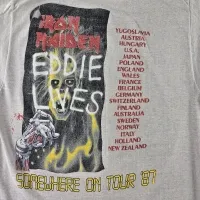 IRON
MAIDEN
EDDIE
LIVES
YUGOSLAVIA
AUSTRIA
HUNGARY
U.S.A.
JAPAN
POLAND
ENGLAND
WALES
FRANCE
BELGIUM
GERMANY
SWITZERLAND
FINLAND
AUSTRALIA
SWEDEN
NORWAY
ITALY
HOLLAND
NEW ZEALAND
SOMEWHERE ON TOUR 87